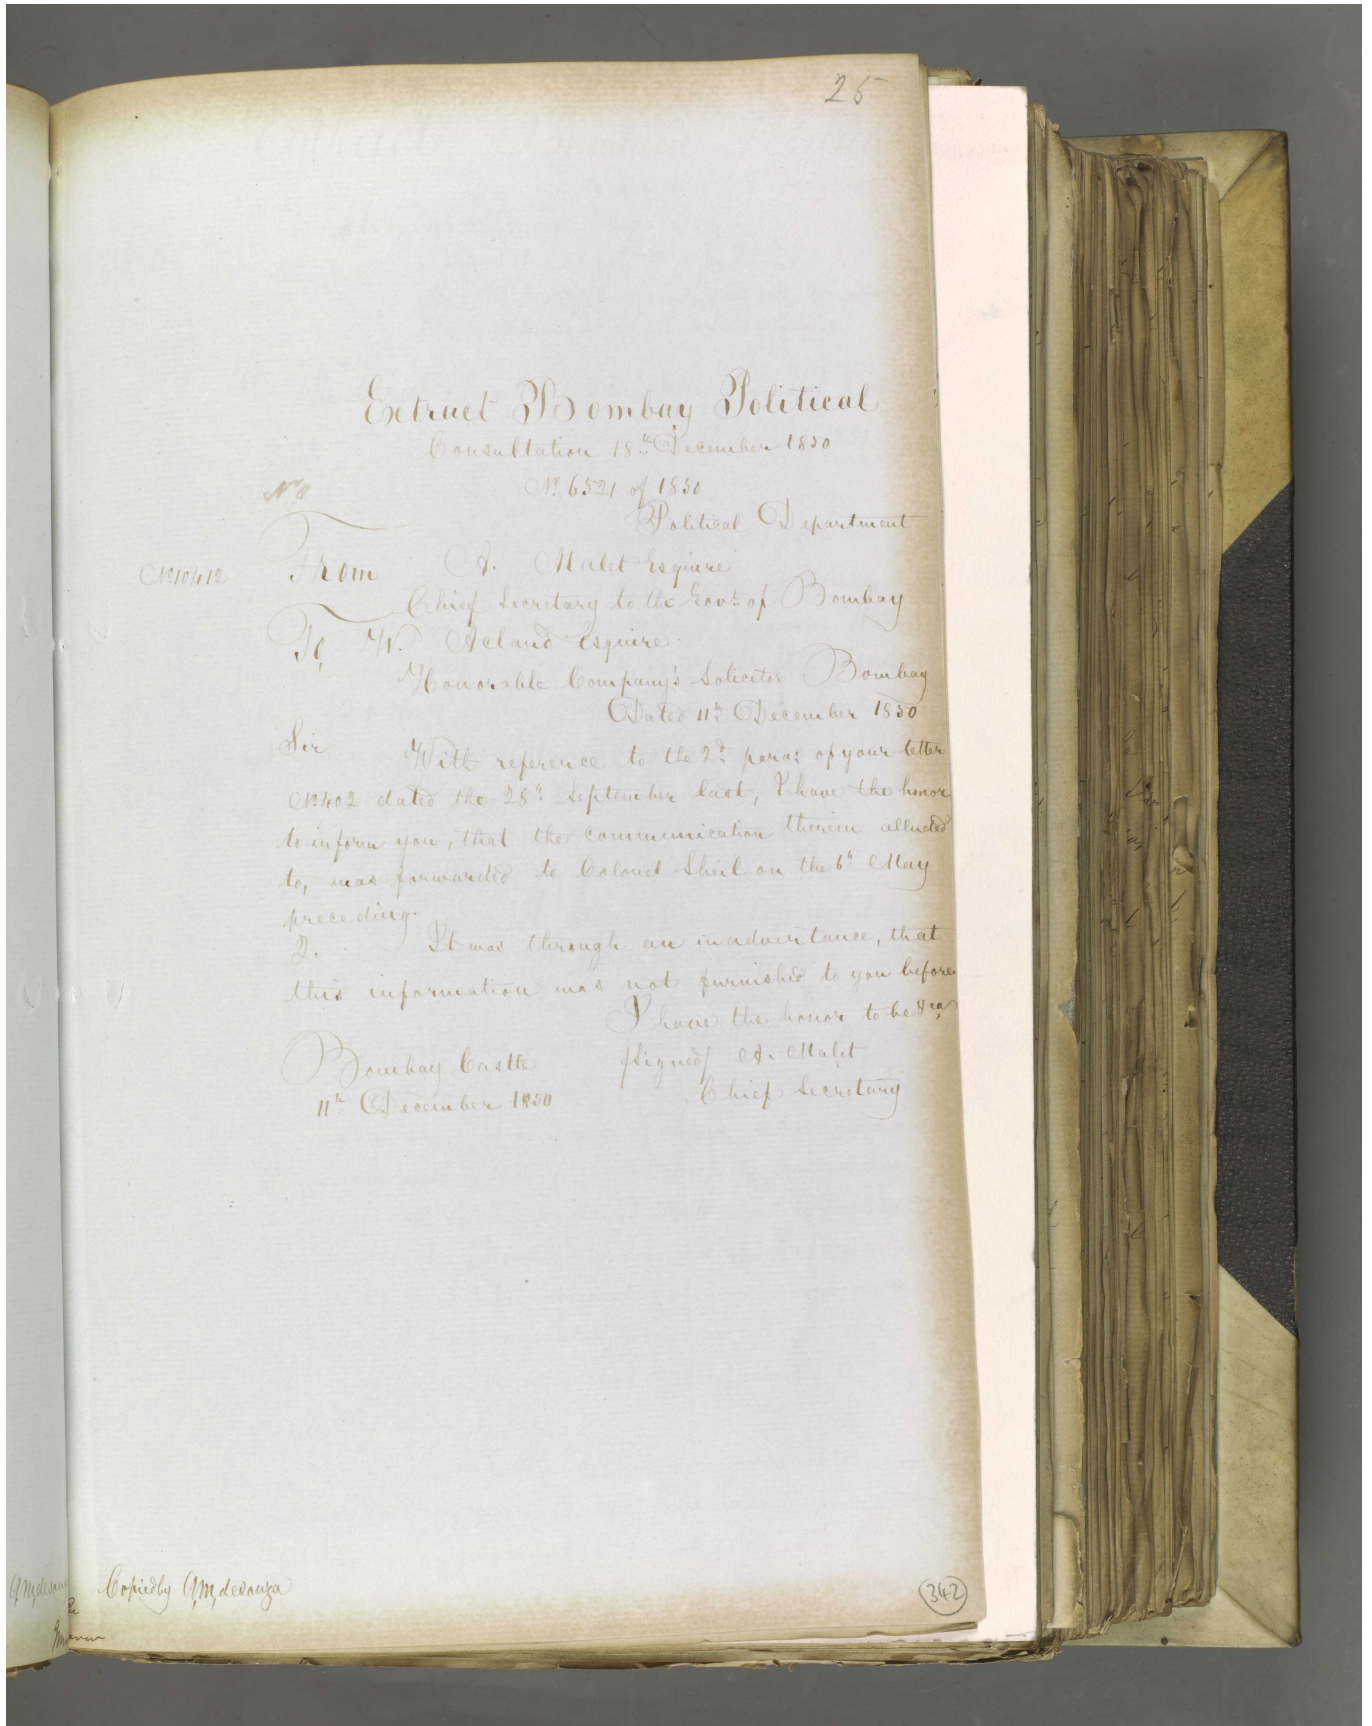 25
Extract Bombay Political
Consultation 18th December 1850
No 8
No 6521 of 1850
Political Department
No 10412
From A. Malet Esquire
Chief Secretary to the Govt of Bombay
To, W. Acland Esquire
Honorable Company's Solicitor Bombay
Dated 11th December 1850
Sir With reference to the 2d para: of your letter
No 402 dated the 28th September last, I have the honor
to inform you, that the communication therein alluded
to, was forwarded to Colonel Sheil on the 6th May
preceding.
2. It was through an inadvertance, that
this information was not furnished to you before
I have the honor to be &ca
Bombay Castle (signed) A. Malet
11th December 1850 Chief Secretary
Copied by
342